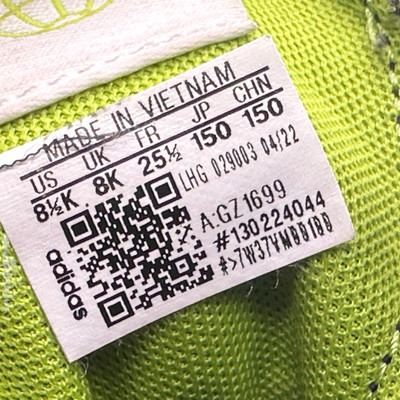 MADE IN VIETNAM
US UK FR JP CHN
8½K 8K 25½ 150 150
LHG 029003 04/22
A:GZ1699
#130224044
adidas